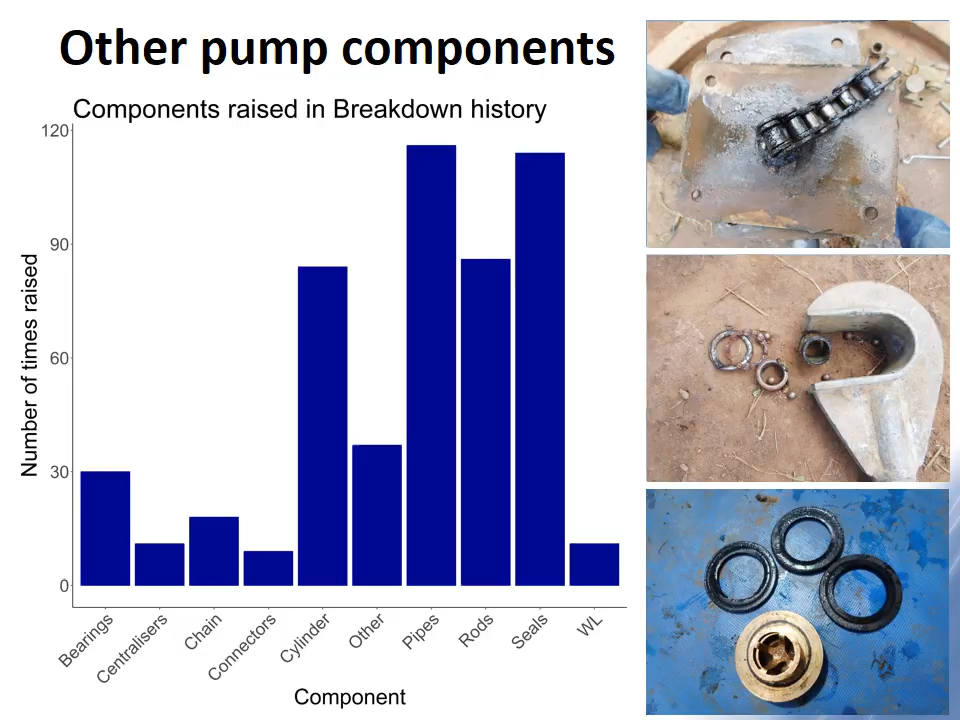 Other pump components
Components raised in Breakdown history
Number of times raised
120
90
60
30
0
Bearings
Centralisers
Chain
Connectors
Cylinder
Other
Pipes
Rods
Seals
WL
Component